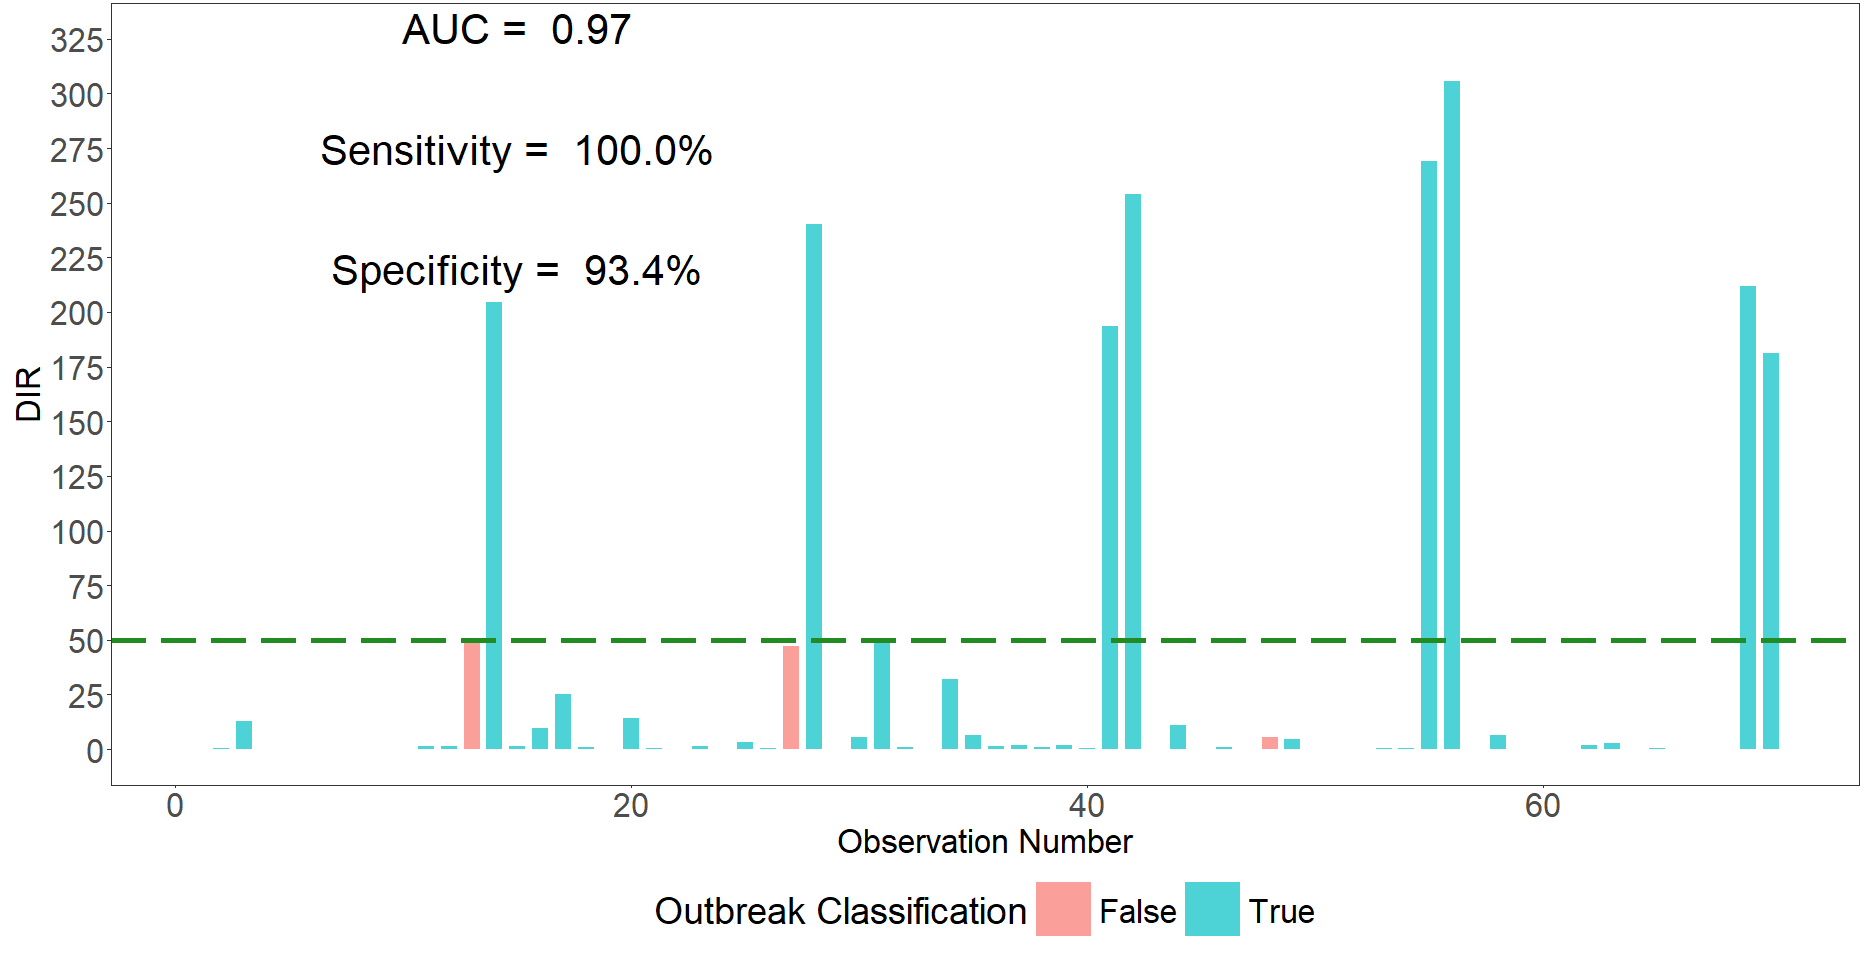 AUC = 0.97
Sensitivity = 100.0%
Specificity = 93.4%
325
300
275
250
225
200
175
150
125
100
75
50
25
0
DIR
0 20 40 60
Observation Number
Outbreak Classification False True